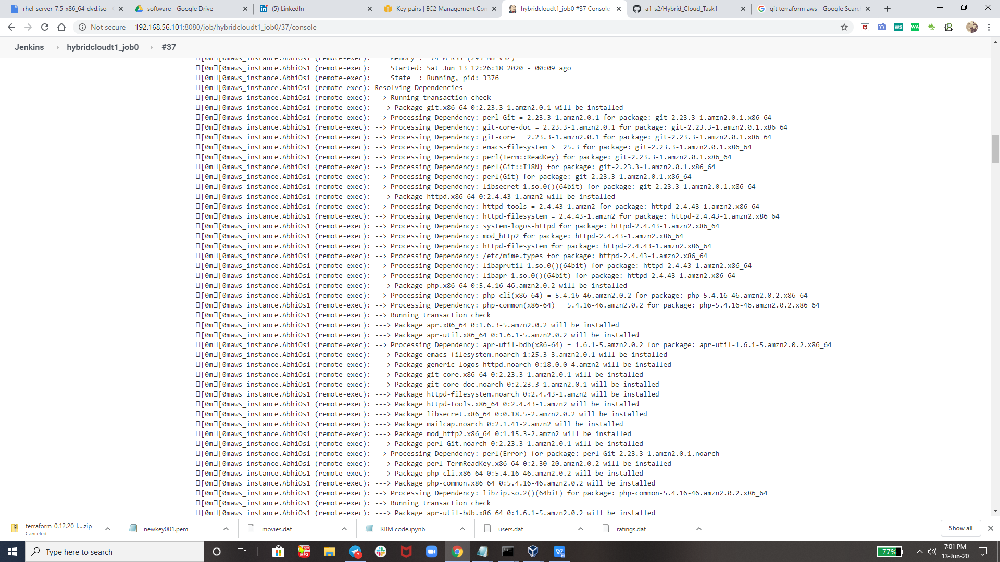 rhel-server-7.5-x86_64-dvd.iso -
software - Google Drive
(5) LinkedIn
Key pairs | EC2 Management Con
hybridcloudt1_job0 #37 Console
a1-s2/Hybrid_Cloud_Task1
git terraform aws - Google Searc
Not secure
192.168.56.101:8080/job/hybridcloudt1_job0/37/console
Jenkins
hybridcloudt1_job0
#37
[0m[0maws_instance.AbhiOs1 (remote-exec): Memory : 74 M RSS (295 MB VSZ)
[0m[0maws_instance.AbhiOs1 (remote-exec): Started: Sat Jun 13 12:26:18 2020 - 00:09 ago
[0m[0maws_instance.AbhiOs1 (remote-exec): State : Running, pid: 3376
[0m[0maws_instance.AbhiOs1 (remote-exec): Resolving Dependencies
[0m[0maws_instance.AbhiOs1 (remote-exec): --> Running transaction check
[0m[0maws_instance.AbhiOs1 (remote-exec): ---> Package git.x86_64 0:2.23.3-1.amzn2.0.1 will be installed
[0m[0maws_instance.AbhiOs1 (remote-exec): --> Processing Dependency: perl-Git = 2.23.3-1.amzn2.0.1 for package: git-2.23.3-1.amzn2.0.1.x86_64
[0m[0maws_instance.AbhiOs1 (remote-exec): --> Processing Dependency: git-core-doc = 2.23.3-1.amzn2.0.1 for package: git-2.23.3-1.amzn2.0.1.x86_64
[0m[0maws_instance.AbhiOs1 (remote-exec): --> Processing Dependency: git-core = 2.23.3-1.amzn2.0.1 for package: git-2.23.3-1.amzn2.0.1.x86_64
[0m[0maws_instance.AbhiOs1 (remote-exec): --> Processing Dependency: emacs-filesystem >= 25.3 for package: git-2.23.3-1.amzn2.0.1.x86_64
[0m[0maws_instance.AbhiOs1 (remote-exec): --> Processing Dependency: perl(Term::ReadKey) for package: git-2.23.3-1.amzn2.0.1.x86_64
[0m[0maws_instance.AbhiOs1 (remote-exec): --> Processing Dependency: perl(Git::I18N) for package: git-2.23.3-1.amzn2.0.1.x86_64
[0m[0maws_instance.AbhiOs1 (remote-exec): --> Processing Dependency: perl(Git) for package: git-2.23.3-1.amzn2.0.1.x86_64
[0m[0maws_instance.AbhiOs1 (remote-exec): --> Processing Dependency: libsecret-1.so.0()(64bit) for package: git-2.23.3-1.amzn2.0.1.x86_64
[0m[0maws_instance.AbhiOs1 (remote-exec): ---> Package httpd.x86_64 0:2.4.43-1.amzn2 will be installed
[0m[0maws_instance.AbhiOs1 (remote-exec): --> Processing Dependency: httpd-tools = 2.4.43-1.amzn2 for package: httpd-2.4.43-1.amzn2.x86_64
[0m[0maws_instance.AbhiOs1 (remote-exec): --> Processing Dependency: httpd-filesystem = 2.4.43-1.amzn2 for package: httpd-2.4.43-1.amzn2.x86_64
[0m[0maws_instance.AbhiOs1 (remote-exec): --> Processing Dependency: system-logos-httpd for package: httpd-2.4.43-1.amzn2.x86_64
[0m[0maws_instance.AbhiOs1 (remote-exec): --> Processing Dependency: mod_http2 for package: httpd-2.4.43-1.amzn2.x86_64
[0m[0maws_instance.AbhiOs1 (remote-exec): --> Processing Dependency: httpd-filesystem for package: httpd-2.4.43-1.amzn2.x86_64
[0m[0maws_instance.AbhiOs1 (remote-exec): --> Processing Dependency: /etc/mime.types for package: httpd-2.4.43-1.amzn2.x86_64
[0m[0maws_instance.AbhiOs1 (remote-exec): --> Processing Dependency: libaprutil-1.so.0()(64bit) for package: httpd-2.4.43-1.amzn2.x86_64
[0m[0maws_instance.AbhiOs1 (remote-exec): --> Processing Dependency: libapr-1.so.0()(64bit) for package: httpd-2.4.43-1.amzn2.x86_64
[0m[0maws_instance.AbhiOs1 (remote-exec): ---> Package php.x86_64 0:5.4.16-46.amzn2.0.2 will be installed
[0m[0maws_instance.AbhiOs1 (remote-exec): --> Processing Dependency: php-cli(x86-64) = 5.4.16-46.amzn2.0.2 for package: php-5.4.16-46.amzn2.0.2.x86_64
[0m[0maws_instance.AbhiOs1 (remote-exec): --> Processing Dependency: php-common(x86-64) = 5.4.16-46.amzn2.0.2 for package: php-5.4.16-46.amzn2.0.2.x86_64
[0m[0maws_instance.AbhiOs1 (remote-exec): --> Running transaction check
[0m[0maws_instance.AbhiOs1 (remote-exec): ---> Package apr.x86_64 0:1.6.3-5.amzn2.0.2 will be installed
[0m[0maws_instance.AbhiOs1 (remote-exec): ---> Package apr-util.x86_64 0:1.6.1-5.amzn2.0.2 will be installed
[0m[0maws_instance.AbhiOs1 (remote-exec): --> Processing Dependency: apr-util-bdb(x86-64) = 1.6.1-5.amzn2.0.2 for package: apr-util-1.6.1-5.amzn2.0.2.x86_64
[0m[0maws_instance.AbhiOs1 (remote-exec): ---> Package emacs-filesystem.noarch 1:25.3-3.amzn2.0.1 will be installed
[0m[0maws_instance.AbhiOs1 (remote-exec): ---> Package generic-logos-httpd.noarch 0:18.0.0-4.amzn2 will be installed
[0m[0maws_instance.AbhiOs1 (remote-exec): ---> Package git-core.x86_64 0:2.23.3-1.amzn2.0.1 will be installed
[0m[0maws_instance.AbhiOs1 (remote-exec): ---> Package git-core-doc.noarch 0:2.23.3-1.amzn2.0.1 will be installed
[0m[0maws_instance.AbhiOs1 (remote-exec): ---> Package httpd-filesystem.noarch 0:2.4.43-1.amzn2 will be installed
[0m[0maws_instance.AbhiOs1 (remote-exec): ---> Package httpd-tools.x86_64 0:2.4.43-1.amzn2 will be installed
[0m[0maws_instance.AbhiOs1 (remote-exec): ---> Package libsecret.x86_64 0:0.18.5-2.amzn2.0.2 will be installed
[0m[0maws_instance.AbhiOs1 (remote-exec): ---> Package mailcap.noarch 0:2.1.41-2.amzn2 will be installed
[0m[0maws_instance.AbhiOs1 (remote-exec): ---> Package mod_http2.x86_64 0:1.15.3-2.amzn2 will be installed
[0m[0maws_instance.AbhiOs1 (remote-exec): ---> Package perl-Git.noarch 0:2.23.3-1.amzn2.0.1 will be installed
[0m[0maws_instance.AbhiOs1 (remote-exec): --> Processing Dependency: perl(Error) for package: perl-Git-2.23.3-1.amzn2.0.1.noarch
[0m[0maws_instance.AbhiOs1 (remote-exec): ---> Package perl-TermReadKey.x86_64 0:2.30-20.amzn2.0.2 will be installed
[0m[0maws_instance.AbhiOs1 (remote-exec): ---> Package php-cli.x86_64 0:5.4.16-46.amzn2.0.2 will be installed
[0m[0maws_instance.AbhiOs1 (remote-exec): ---> Package php-common.x86_64 0:5.4.16-46.amzn2.0.2 will be installed
[0m[0maws_instance.AbhiOs1 (remote-exec): --> Processing Dependency: libzip.so.2()(64bit) for package: php-common-5.4.16-46.amzn2.0.2.x86_64
[0m[0maws_instance.AbhiOs1 (remote-exec): --> Running transaction check
[0m[0maws_instance.AbhiOs1 (remote-exec): ---> Package apr-util-bdb.x86_64 0:1.6.1-5.amzn2.0.2 will be installed
terraform_0.12.20_l....zip
Canceled
newkey001.pem
movies.dat
RBM code.ipynb
users.dat
ratings.dat
Show all
Type here to search
77%
7:01 PM
13-Jun-20